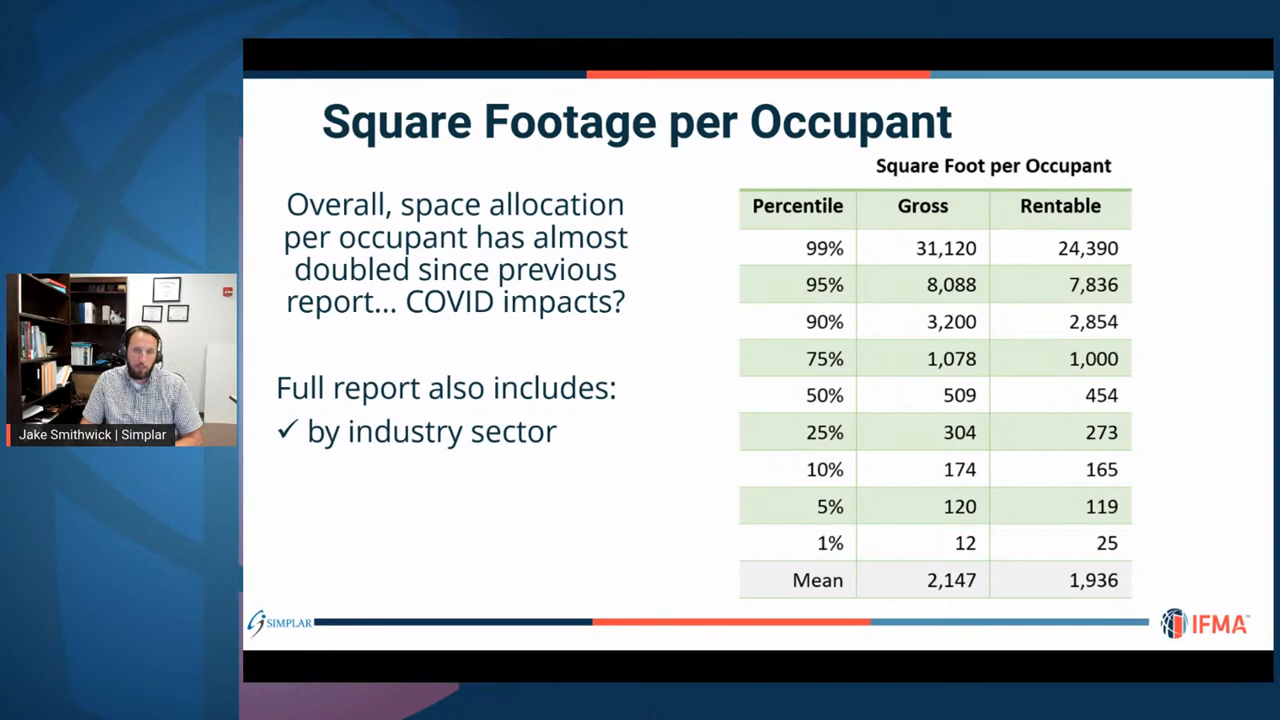 Square Footage per Occupant
Overall, space allocation
per occupant has almost
doubled since previous
report... COVID impacts?
Full report also includes:
✓ by industry sector
Square Foot per Occupant
Percentile Gross Rentable
99% 31,120 24,390
95% 8,088 7,836
90% 3,200 2,854
75% 1,078 1,000
50% 509 454
25% 304 273
10% 174 165
5% 120 119
1% 12 25
Mean 2,147 1,936
Jake Smithwick | Simplar
SIMPLAR
IFMA™